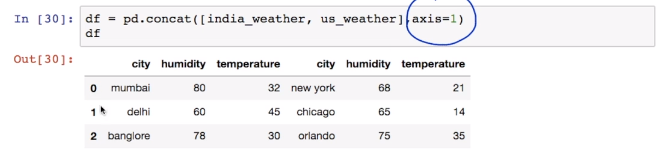 In [30]: df = pd.concat([india_weather, us_weather],axis=1)
df
Out[30]:
city humidity temperature city humidity temperature
0 mumbai 80 32 new york 68 21
1 delhi 60 45 chicago 65 14
2 banglore 78 30 orlando 75 35